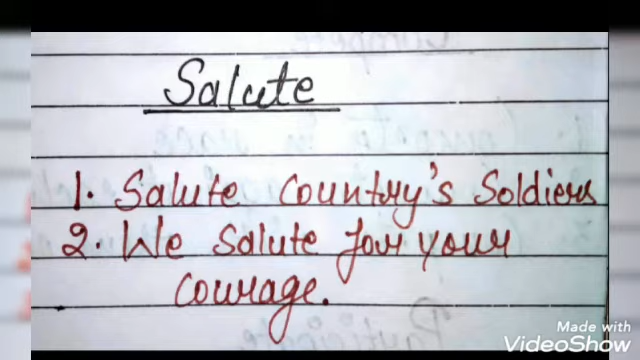 Salute
1. Salute Country's Soldiers
2. We Salute for your
Courage.
Made with
VideoShow